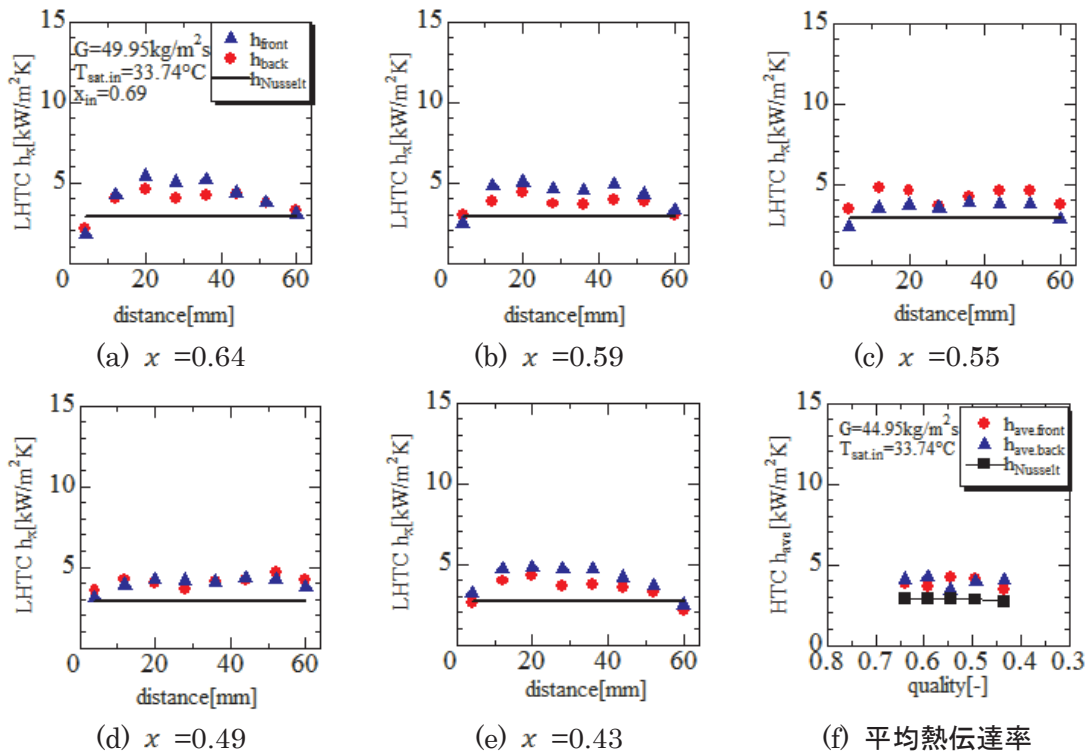 15
10
5
0
20
40
60
LHTC hx[kW/m²K]
distance[mm]
G=49.95kg/m²s
Tsat.in=33.74°C
xin=0.69
hfront
hback
hNusselt
(a) x =0.64
15
10
5
0
20
40
60
LHTC hx[kW/m²K]
distance[mm]
(b) x =0.59
15
10
5
0
20
40
60
LHTC hx[kW/m²K]
distance[mm]
(c) x =0.55
15
10
5
0
20
40
60
LHTC hx[kW/m²K]
distance[mm]
(d) x =0.49
15
10
5
0
20
40
60
LHTC hx[kW/m²K]
distance[mm]
(e) x =0.43
15
10
5
0
0.8
0.7
0.6
0.5
0.4
0.3
HTC have[kW/m²K]
quality[-]
G=44.95kg/m²s
Tsat.in=33.74°C
have.front
have.back
hNusselt
(f) 平均熱伝達率